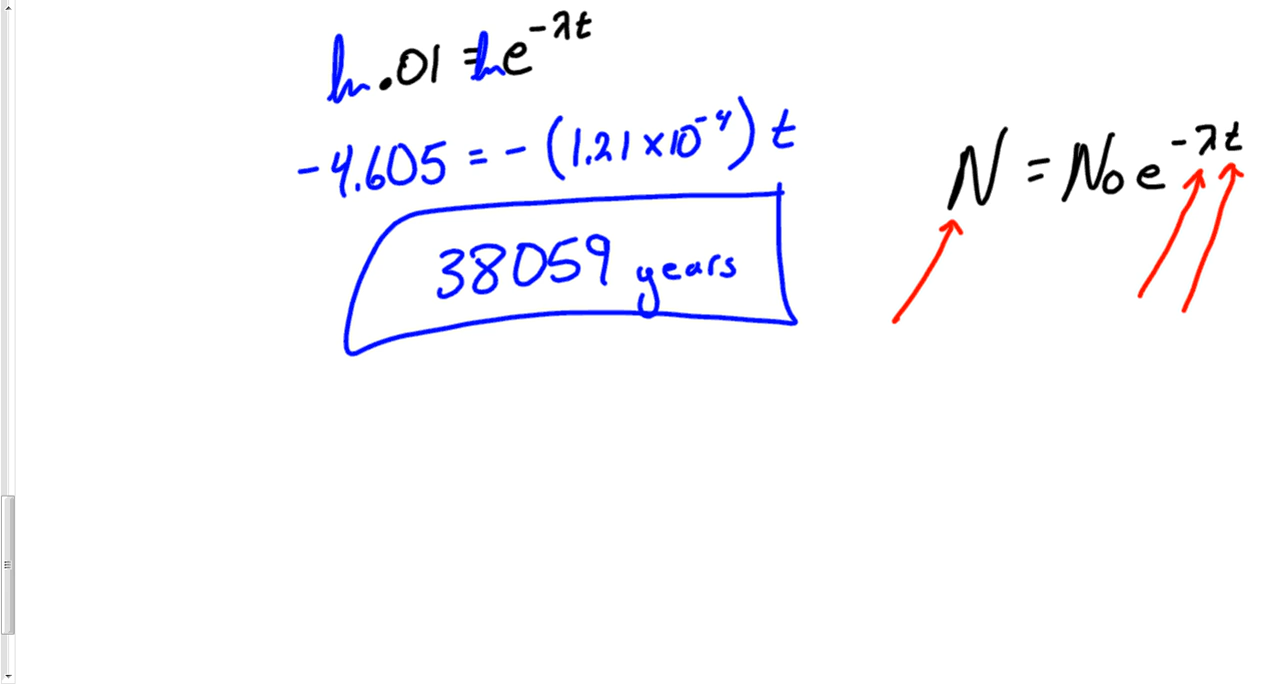 ln .01 = ln e^{-λt}
-4.605 = -(1.21×10^{-4}) t
38059 years
N = N₀ e^{-λt}